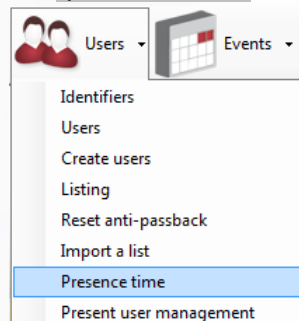 Users Events
Identifiers
Users
Create users
Listing
Reset anti-passback
Import a list
Presence time
Present user management